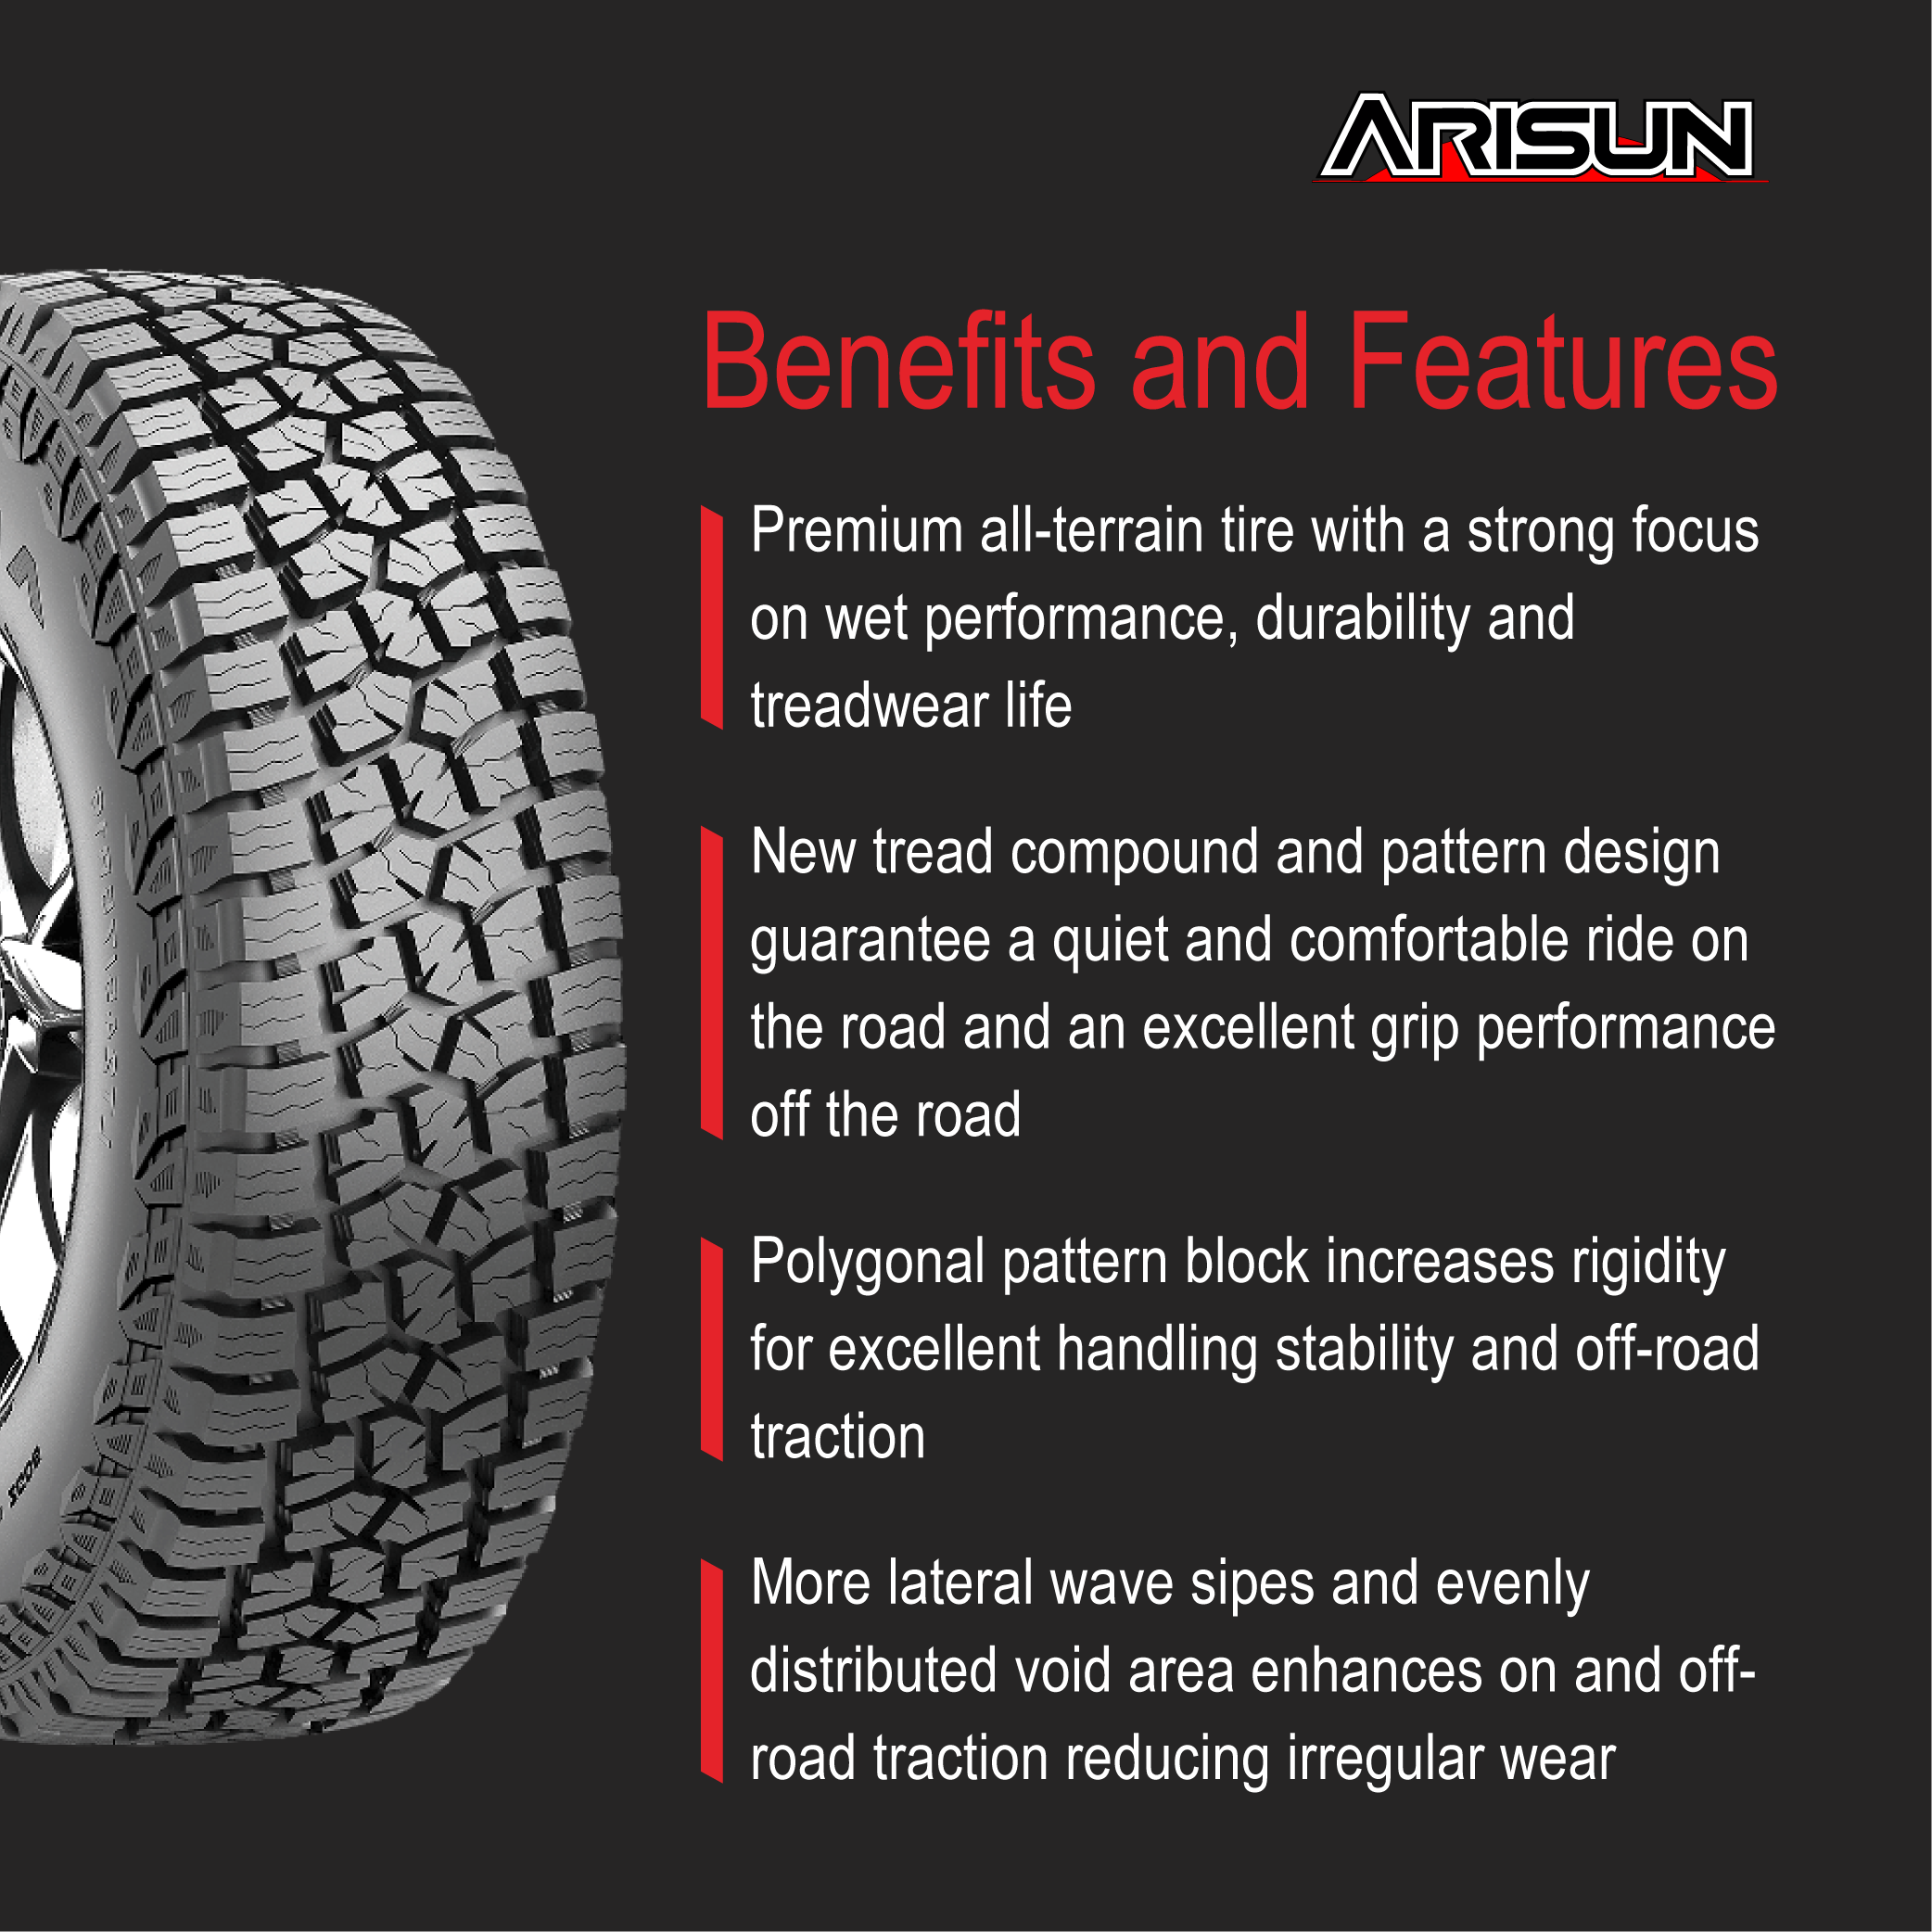 ARISUN
Benefits and Features
Premium all-terrain tire with a strong focus
on wet performance, durability and
treadwear life
New tread compound and pattern design
guarantee a quiet and comfortable ride on
the road and an excellent grip performance
off the road
Polygonal pattern block increases rigidity
for excellent handling stability and off-road
traction
More lateral wave sipes and evenly
distributed void area enhances on and off-
road traction reducing irregular wear